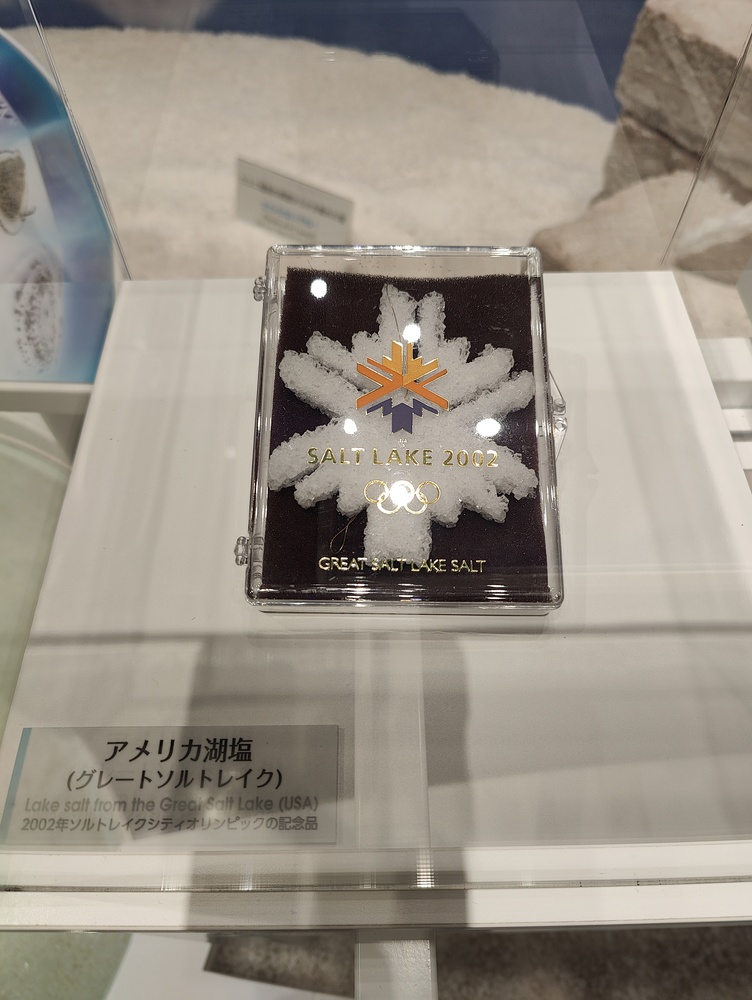 SALT LAKE 2002
GREAT SALT LAKE SALT
アメリカ湖塩
(グレートソルトレイク)
Lake salt from the Great Salt Lake (USA)
2002年ソルトレイクシティオリンピックの記念品